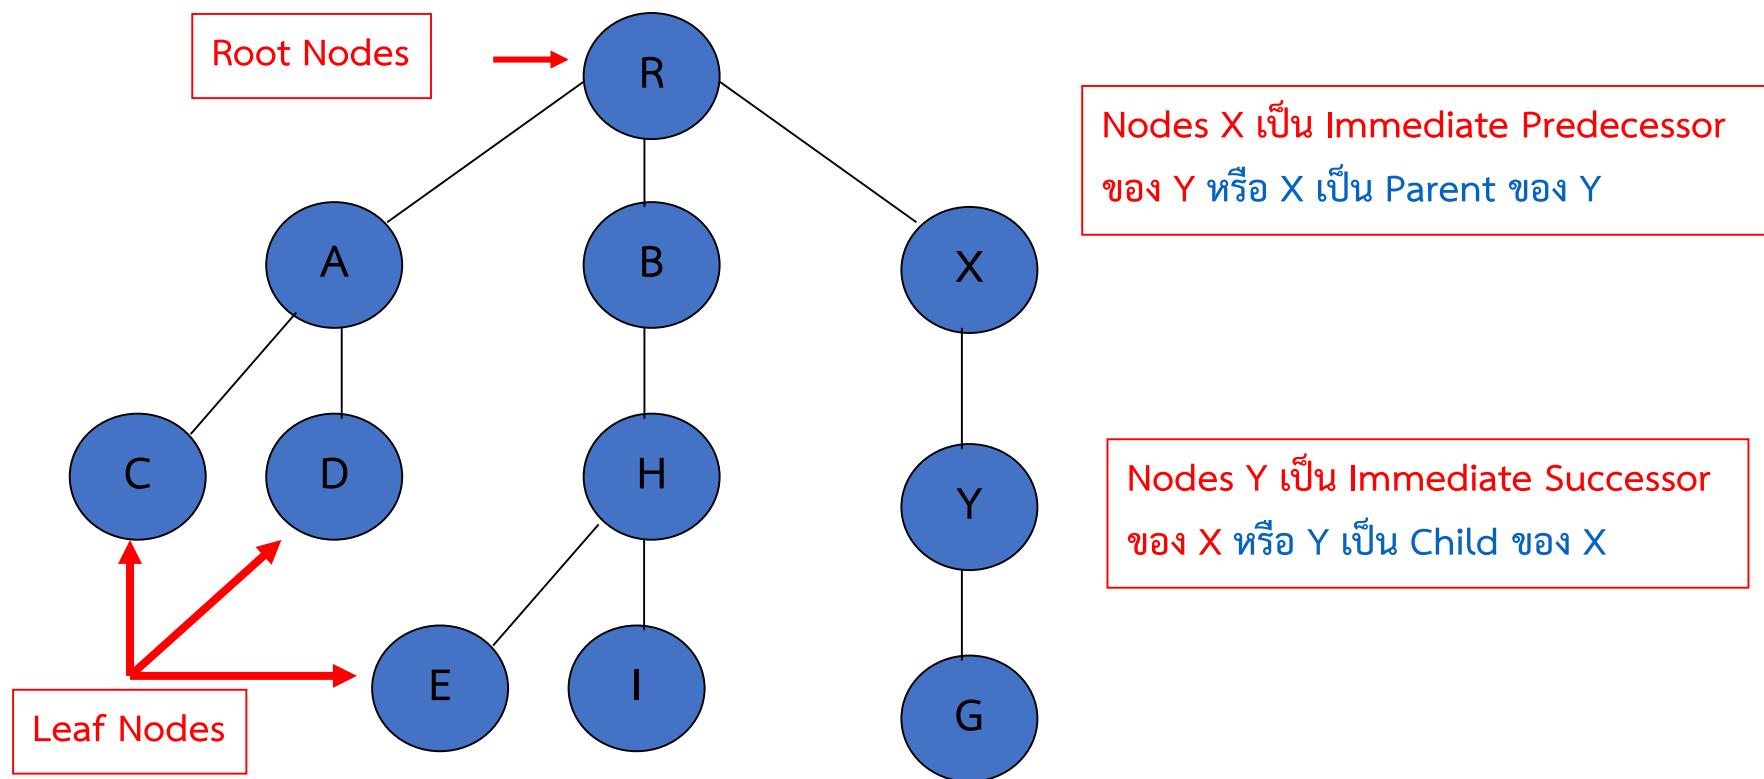 Root Nodes
R
Nodes X เป็น Immediate Predecessor
ของ Y หรือ X เป็น Parent ของ Y
A
B
X
C
D
H
Y
Nodes Y เป็น Immediate Successor
ของ X หรือ Y เป็น Child ของ X
E
I
G
Leaf Nodes